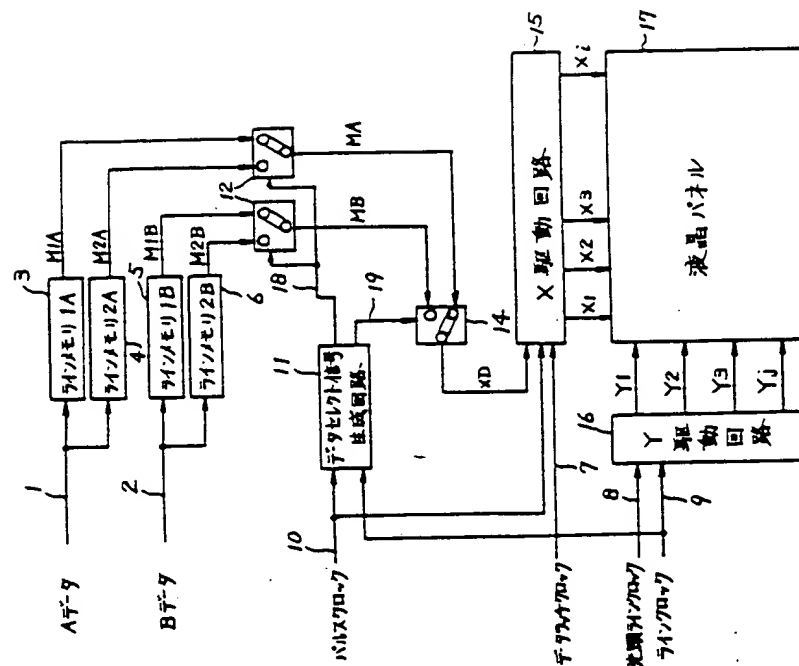 Aデータ
1
ラインメモリ1A
3
M1A
ラインメモリ2A
4
M2A
Bデータ
2
ラインメモリ1B
5
M1B
ラインメモリ2B
6
M2B
12
12
MA
MB
18
19
パルスクロック
10
11
データセレクト信号
生成回路
14
XD
データシフトクロック
7
X駆動回路
15
X1
X2
X3
Xi
先頭ラインクロック
8
ラインクロック
9
16
Y駆動回路
Y1
Y2
Y3
Yj
液晶パネル
17